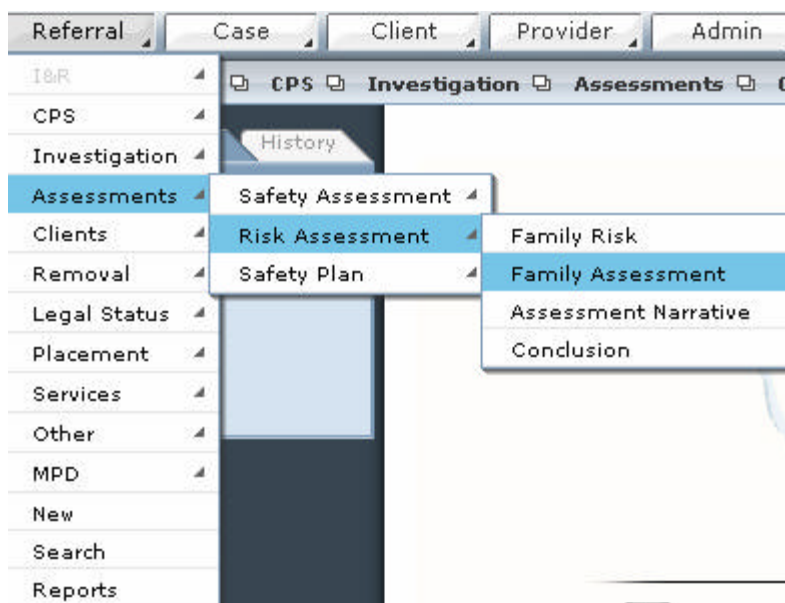 Referral Case Client Provider Admin
I&R
CPS Investigation Assessments
CPS
History
Investigation
Assessments
Safety Assessment
Clients
Risk Assessment
Family Risk
Removal
Safety Plan
Family Assessment
Legal Status
Assessment Narrative
Placement
Conclusion
Services
Other
MPD
New
Search
Reports